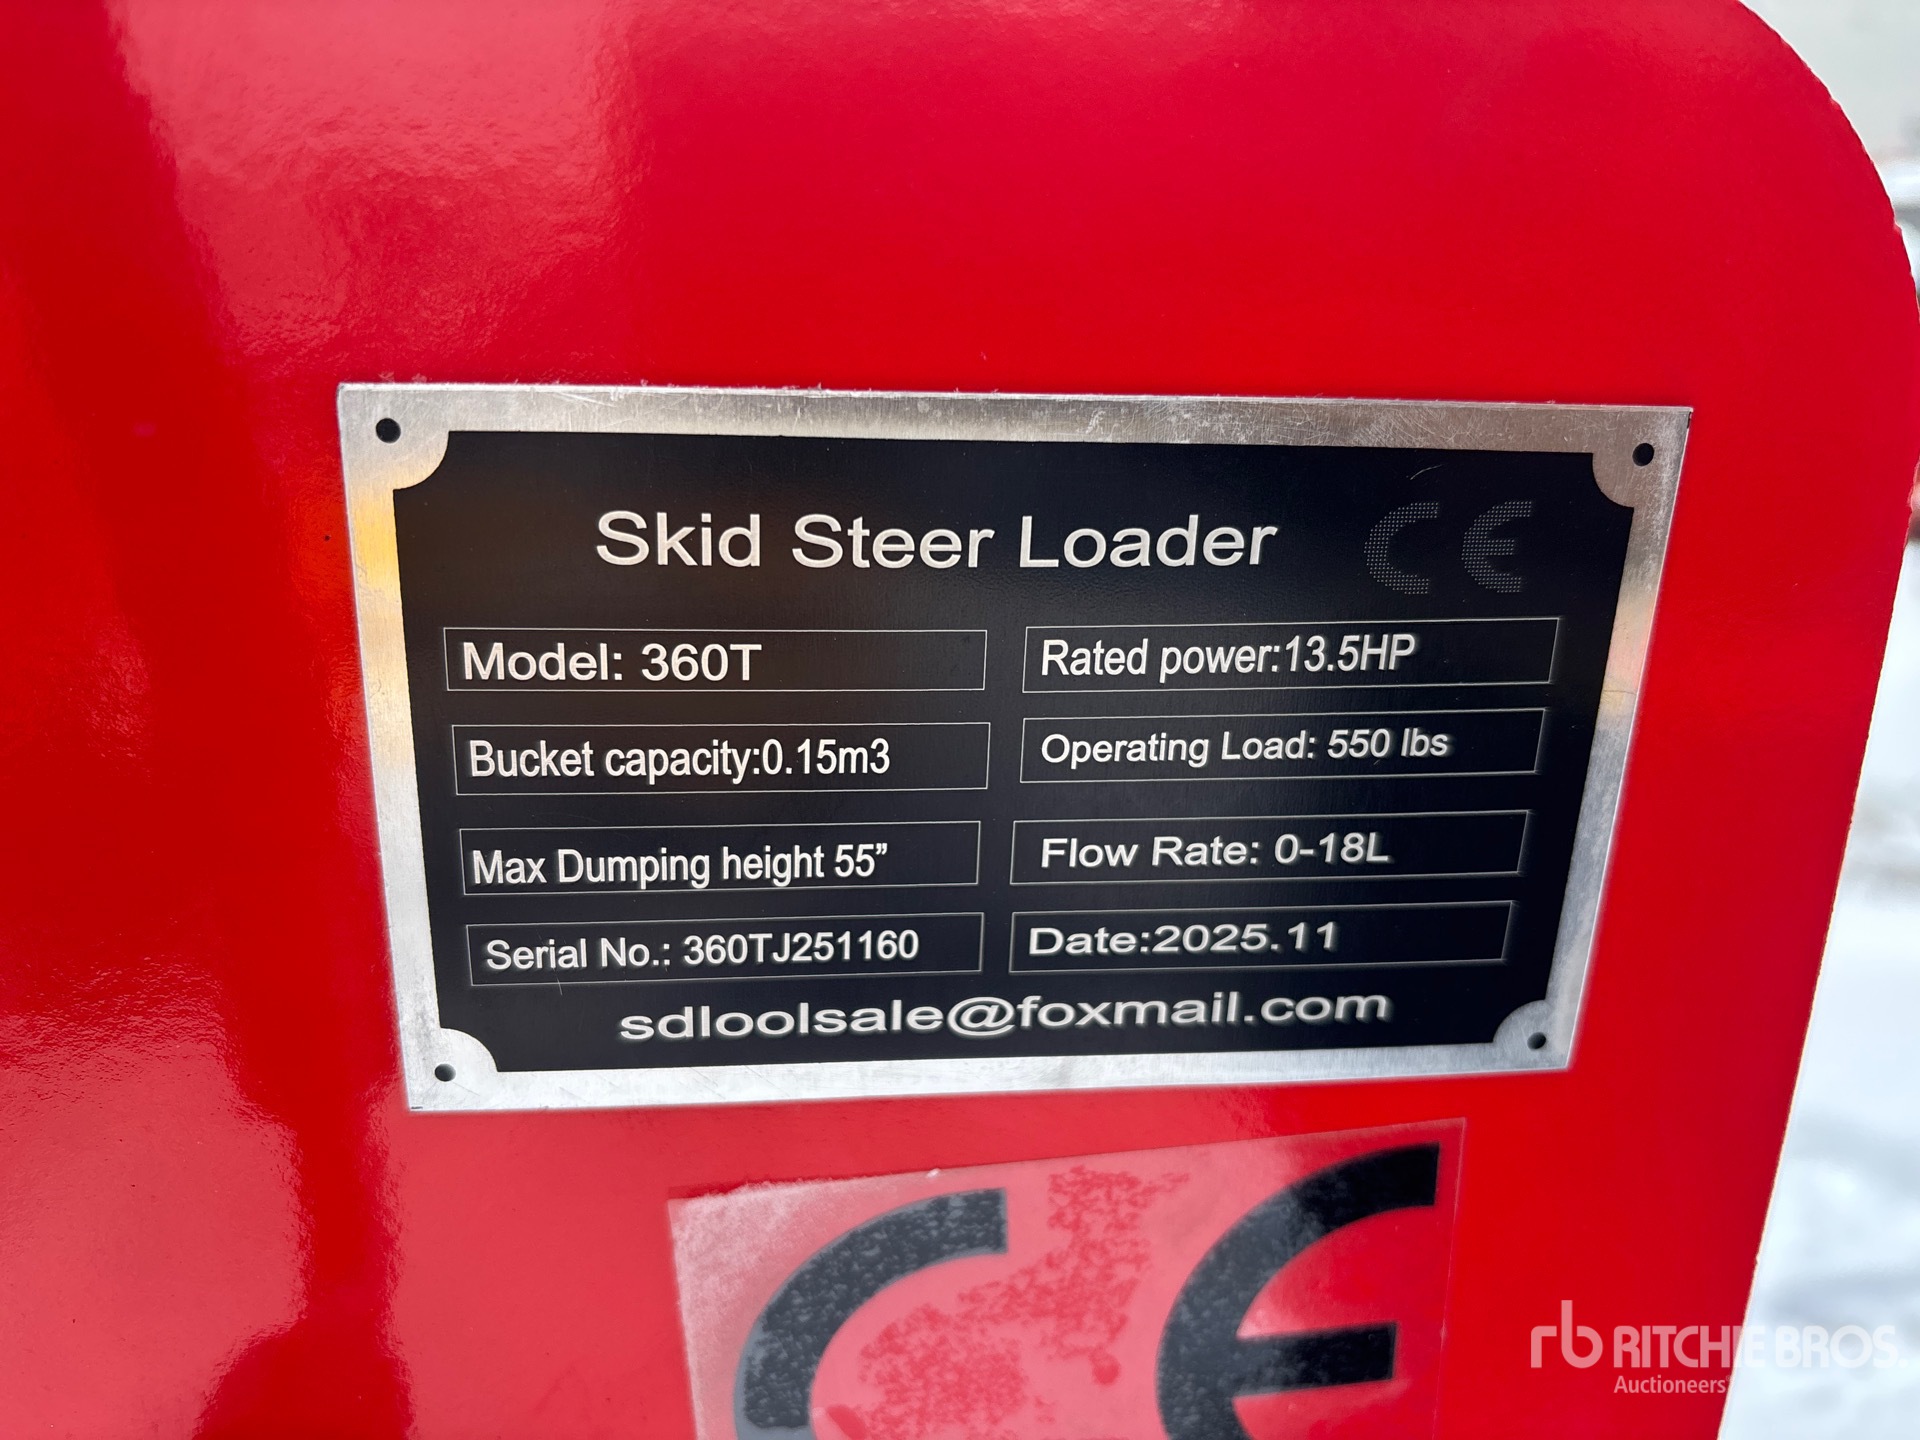 Skid Steer Loader CE
Model: 360T
Rated power:13.5HP
Bucket capacity:0.15m3
Operating Load: 550 lbs
Max Dumping height 55”
Flow Rate: 0-18L
Serial No.: 360TJ251160
Date:2025.11
sdloolsale@foxmail.com
CE
rb RITCHIE BROS.
Auctioneers